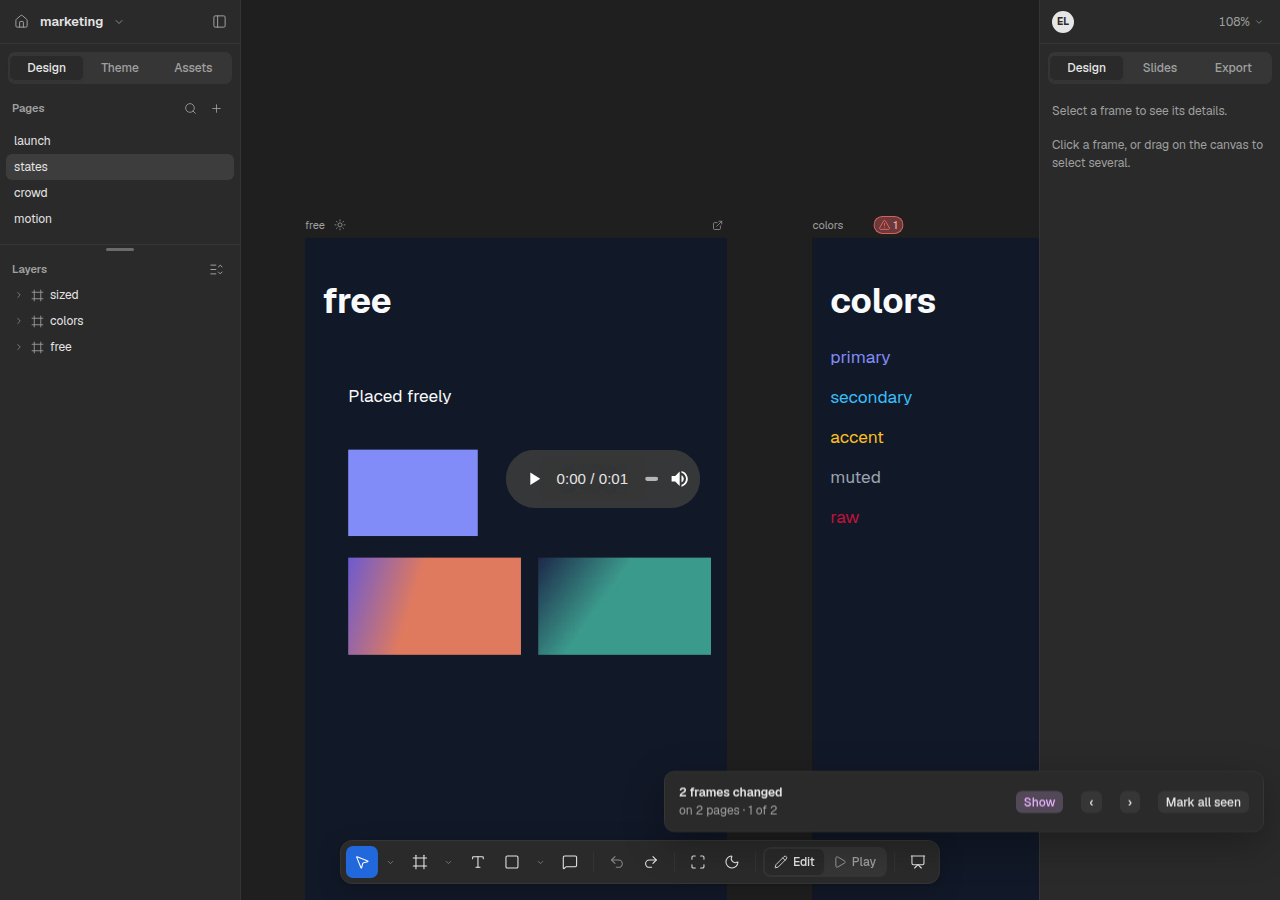 marketing
Design Theme Assets
Pages
launch
states
crowd
motion
Layers
sized
colors
free
free
free
Placed freely
0:00 / 0:01
colors
1
colors
primary
secondary
accent
muted
raw
EL
108%
Design Slides Export
Select a frame to see its details.
Click a frame, or drag on the canvas to
select several.
2 frames changed
on 2 pages · 1 of 2
Show ‹ › Mark all seen
Edit Play